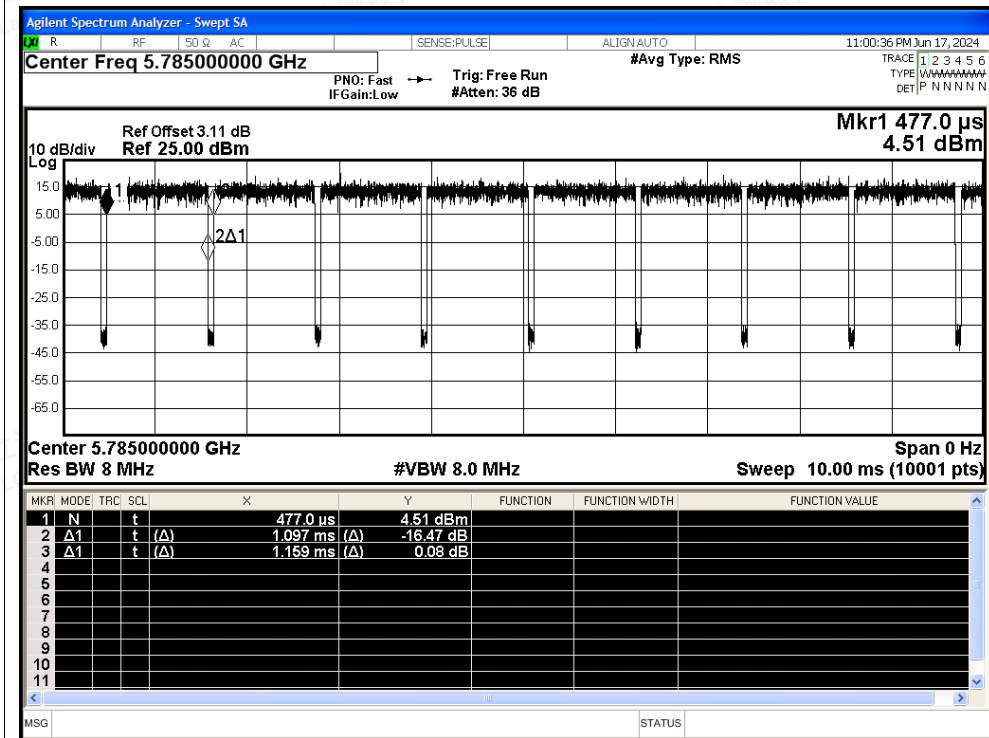 Agilent Spectrum Analyzer - Swept SA
LXI R RF 50 Ω AC SENSE:PULSE ALIGN AUTO 11:00:36 PM Jun 17, 2024
Center Freq 5.785000000 GHz #Avg Type: RMS TRACE 1 2 3 4 5 6
PNO: Fast Trig: Free Run TYPE WWWWWW
IFGain:Low #Atten: 36 dB DET P N N N N N
Mkr1 477.0 µs
Ref Offset 3.11 dB
10 dB/div Ref 25.00 dBm 4.51 dBm
Log
15.0
1
5.00
2Δ1
-5.00
-15.0
-25.0
-35.0
-45.0
-55.0
-65.0
Center 5.785000000 GHz Span 0 Hz
Res BW 8 MHz #VBW 8.0 MHz Sweep 10.00 ms (10001 pts)
MKR MODE TRC SCL X Y FUNCTION FUNCTION WIDTH FUNCTION VALUE
1 N t 477.0 µs 4.51 dBm
2 Δ1 t (Δ) 1.097 ms (Δ) -16.47 dB
3 Δ1 t (Δ) 1.159 ms (Δ) 0.08 dB
4
5
6
7
8
9
10
11
MSG STATUS